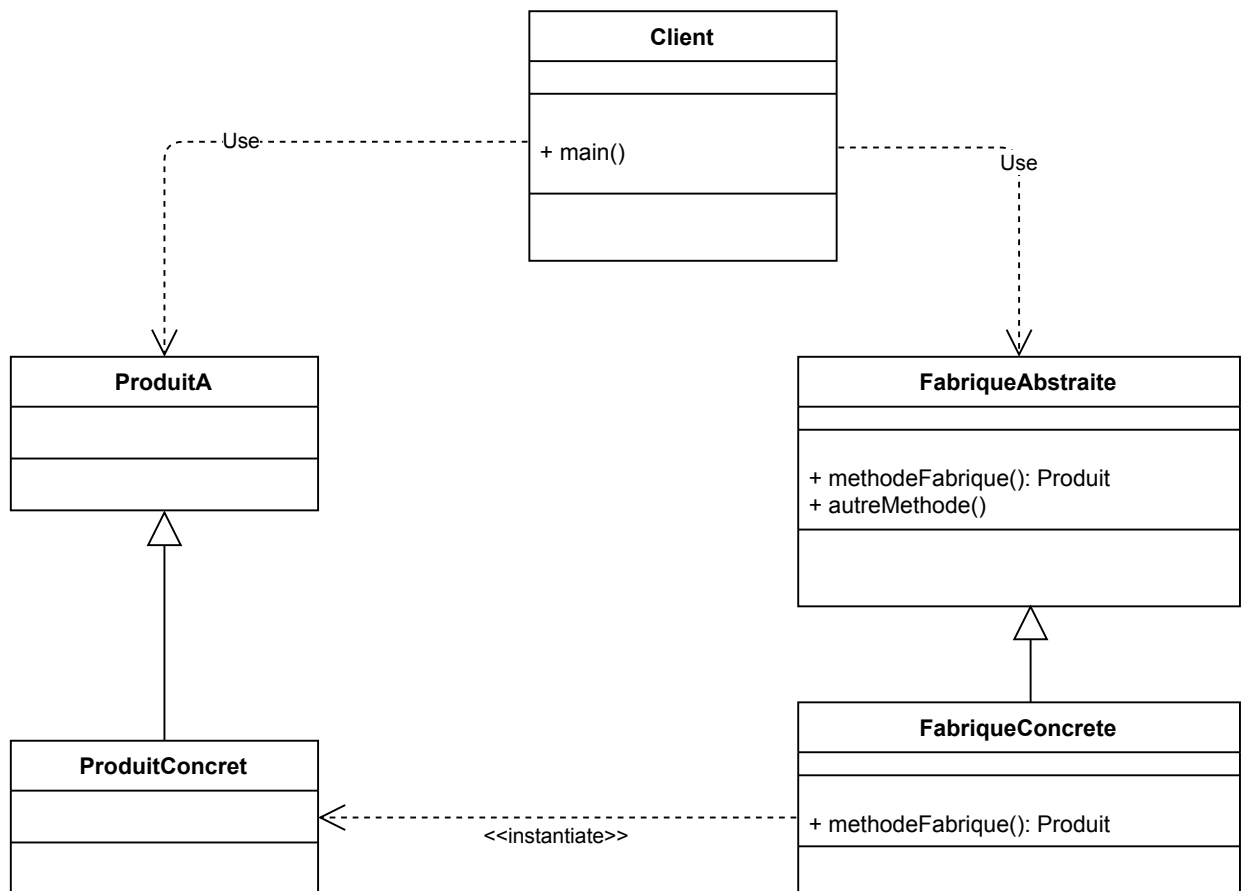 Client
+ main()
Use
Use
ProduitA
FabriqueAbstraite
+ methodeFabrique(): Produit
+ autreMethode()
ProduitConcret
FabriqueConcrete
+ methodeFabrique(): Produit
<<instantiate>>